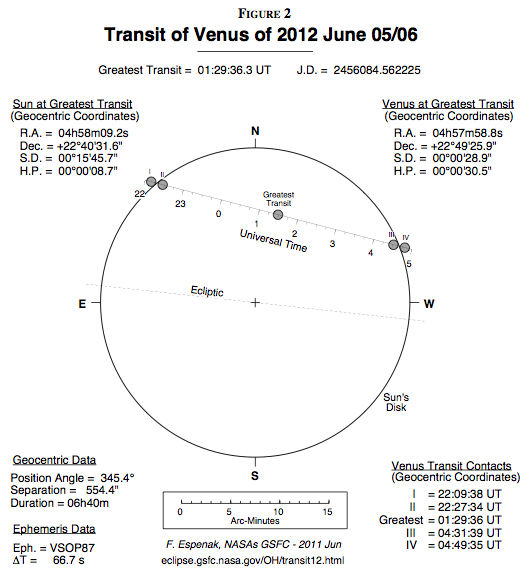 FIGURE 2
Transit of Venus of 2012 June 05/06
Greatest Transit = 01:29:36.3 UT J.D. = 2456084.562225
Sun at Greatest Transit
(Geocentric Coordinates)
R.A. = 04h58m09.2s
Dec. = +22°40'31.6"
S.D. = 00°15'45.7"
H.P. = 00°00'08.7"
Venus at Greatest Transit
(Geocentric Coordinates)
R.A. = 04h57m58.8s
Dec. = +22°49'25.9"
S.D. = 00°00'28.9"
H.P. = 00°00'30.5"
N
I
II
22
23
0
Greatest
Transit
1
2
3
4
5
Universal Time
III
IV
Ecliptic
E
W
S
Sun's
Disk
Geocentric Data
Position Angle = 345.4°
Separation = 554.4"
Duration = 06h40m
Ephemeris Data
Eph. = VSOP87
ΔT = 66.7 s
0 5 10 15
Arc-Minutes
F. Espenak, NASAs GSFC - 2011 Jun
eclipse.gsfc.nasa.gov/OH/transit12.html
Venus Transit Contacts
(Geocentric Coordinates)
I = 22:09:38 UT
II = 22:27:34 UT
Greatest = 01:29:36 UT
III = 04:31:39 UT
IV = 04:49:35 UT